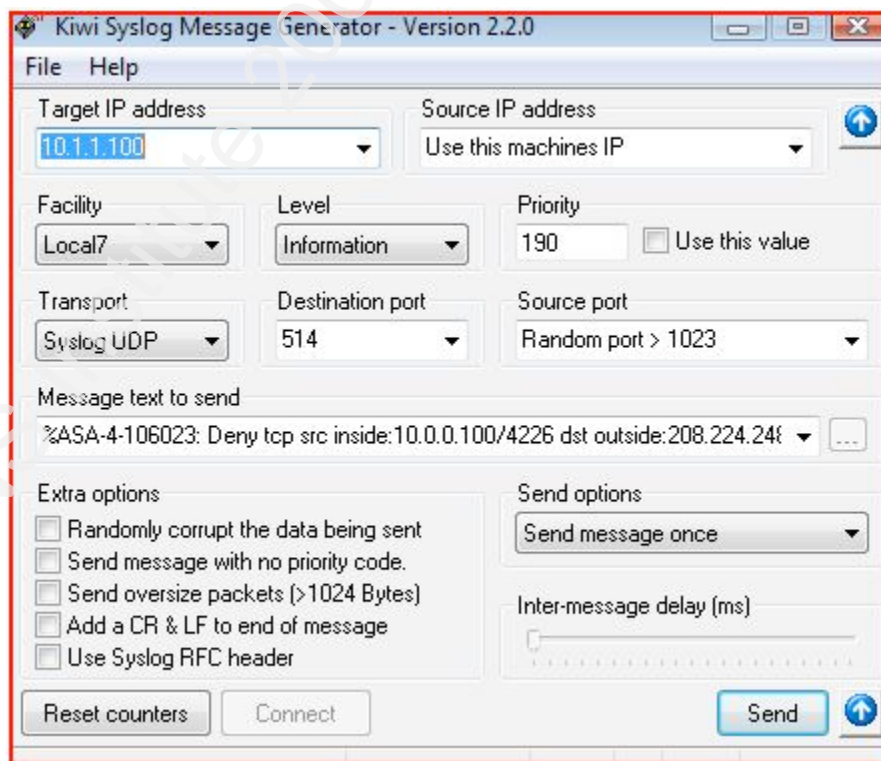 Kiwi Syslog Message Generator - Version 2.2.0
File Help
Target IP address
Source IP address
10.1.1.100
Use this machines IP
Facility
Level
Priority
Local7
Information
190
Use this value
Transport
Destination port
Source port
Syslog UDP
514
Random port > 1023
Message text to send
%ASA-4-106023: Deny tcp src inside:10.0.0.100/4226 dst outside:208.224.248
...
Extra options
Send options
Randomly corrupt the data being sent
Send message once
Send message with no priority code.
Send oversize packets (>1024 Bytes)
Inter-message delay (ms)
Add a CR & LF to end of message
Use Syslog RFC header
Reset counters
Connect
Send